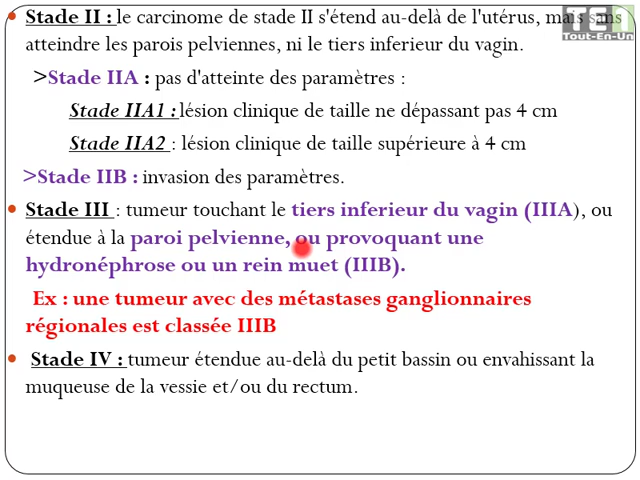 • Stade II : le carcinome de stade II s'étend au-delà de l'utérus, mais sans
TEU
Tout-En-Un
atteindre les parois pelviennes, ni le tiers inferieur du vagin.
>Stade IIA : pas d'atteinte des paramètres :
Stade IIA1 : lésion clinique de taille ne dépassant pas 4 cm
Stade IIA2 : lésion clinique de taille supérieure à 4 cm
>Stade IIB : invasion des paramètres.
• Stade III : tumeur touchant le tiers inferieur du vagin (IIIA), ou
étendue à la paroi pelvienne, ou provoquant une
hydronéphrose ou un rein muet (IIIB).
Ex : une tumeur avec des métastases ganglionnaires
régionales est classée IIIB
• Stade IV : tumeur étendue au-delà du petit bassin ou envahissant la
muqueuse de la vessie et/ou du rectum.